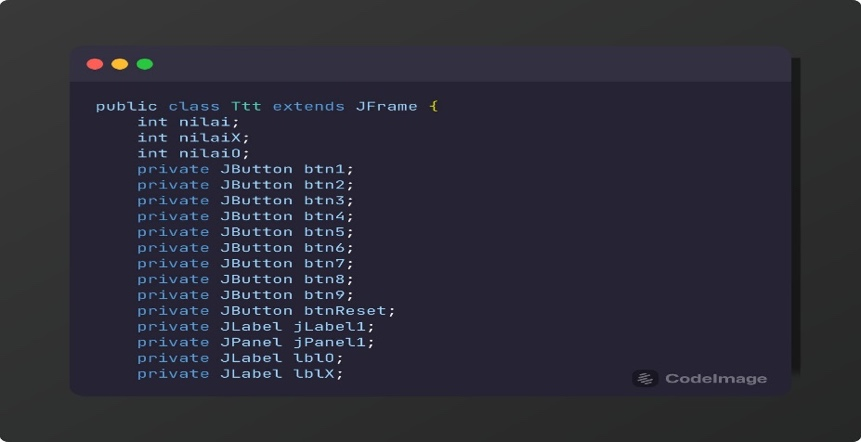 public class Ttt extends JFrame {
    int nilai;
    int nilaiX;
    int nilaiO;
    private JButton btn1;
    private JButton btn2;
    private JButton btn3;
    private JButton btn4;
    private JButton btn5;
    private JButton btn6;
    private JButton btn7;
    private JButton btn8;
    private JButton btn9;
    private JButton btnReset;
    private JLabel jLabel1;
    private JPanel jPanel1;
    private JLabel lblO;
    private JLabel lblX;
CodeImage